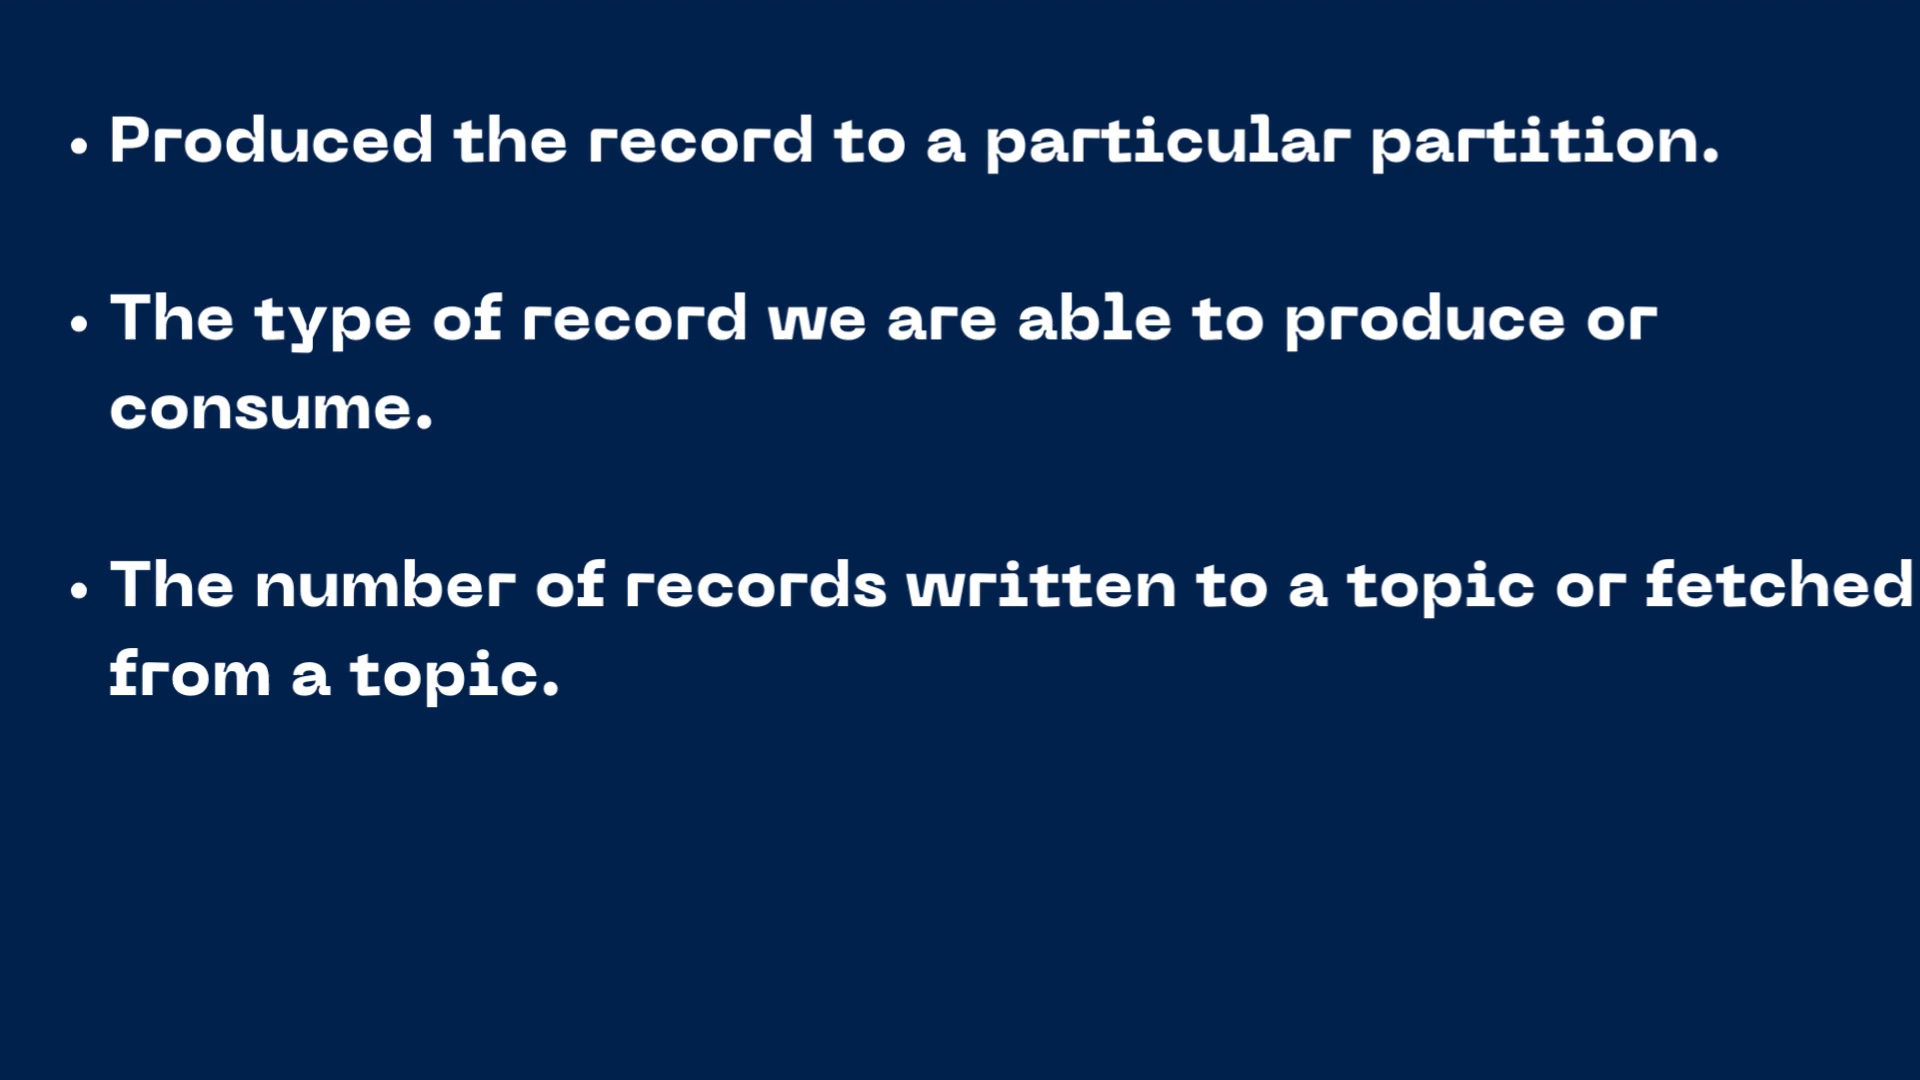 • Produced the record to a particular partition.
• The type of record we are able to produce or
consume.
• The number of records written to a topic or fetched
from a topic.